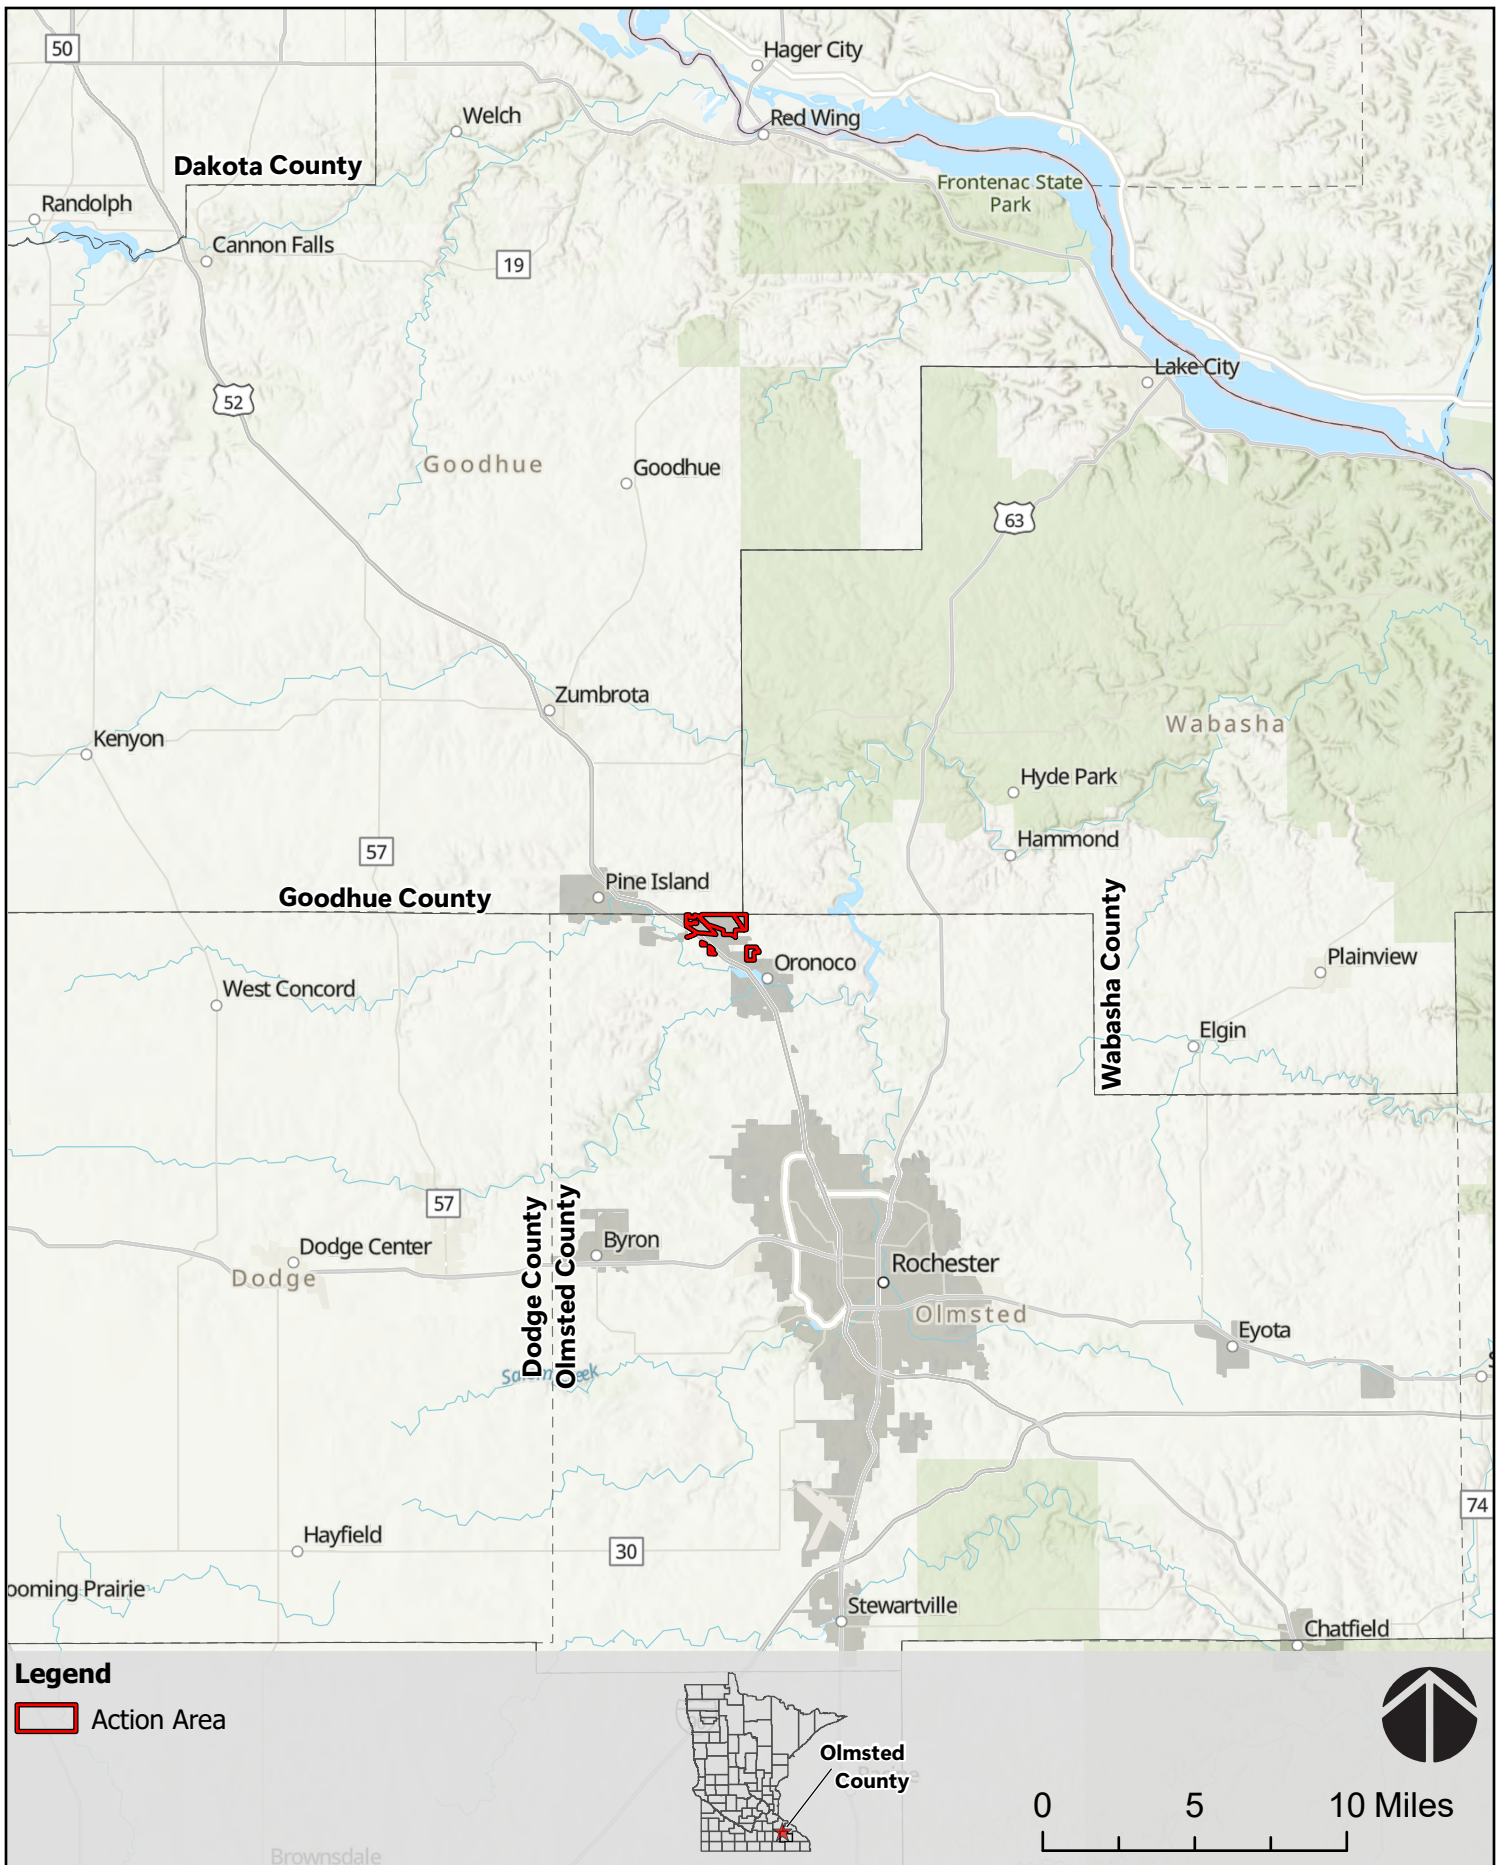 50
Hager City
Welch
Red Wing
Dakota County
Frontenac State
Park
Randolph
Cannon Falls
19
Lake City
52
Goodhue
Goodhue
63
Zumbrota
Wabasha
Kenyon
Hyde Park
Hammond
57
Pine Island
Goodhue County
Wabasha County
Oronoco
Plainview
West Concord
Elgin
57
Dodge County
Olmsted County
Byron
Dodge Center
Dodge
Rochester
Olmsted
Eyota
74
Hayfield
30
ooming Prairie
Stewartville
Chatfield
Legend
Action Area
Olmsted
County
0 5 10 Miles
Brownsdale